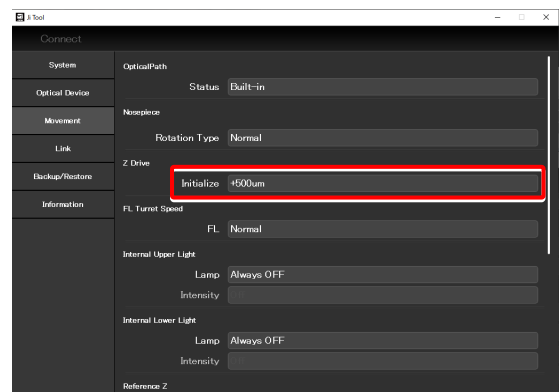 Ji Tool
Connect
System
Optical Device
Movement
Link
Backup/Restore
Information
OpticalPath
Status Built-in
Nosepiece
Rotation Type Normal
Z Drive
Initialize +500um
FL Turret Speed
FL Normal
Internal Upper Light
Lamp Always OFF
Intensity
Internal Lower Light
Lamp Always OFF
Intensity
Reference Z